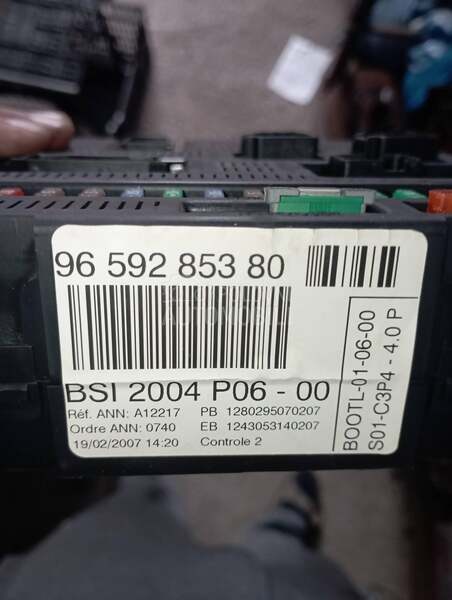 96 592 853 80
BSI 2004 P06 - 00
Réf. ANN: A12217 PB 1280295070207
Ordre ANN: 0740 EB 1243053140207
19/02/2007 14:20 Controle 2
BOOTL-01-06-00
S01-C3P4 - 4.0 P
AUTOMOBILI